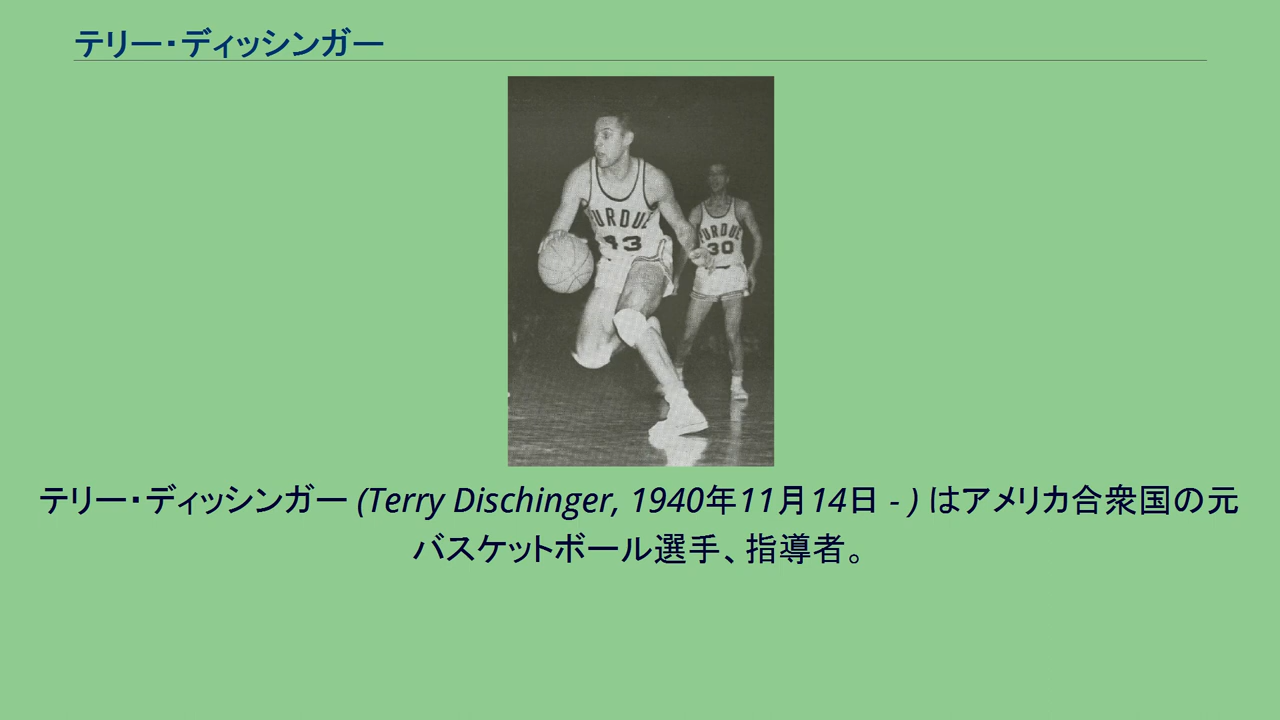 テリー・ディッシンガー
PURDUE
43
PURDUE
30
テリー・ディッシンガー (Terry Dischinger, 1940年11月14日 - ) はアメリカ合衆国の元
バスケットボール選手、指導者。